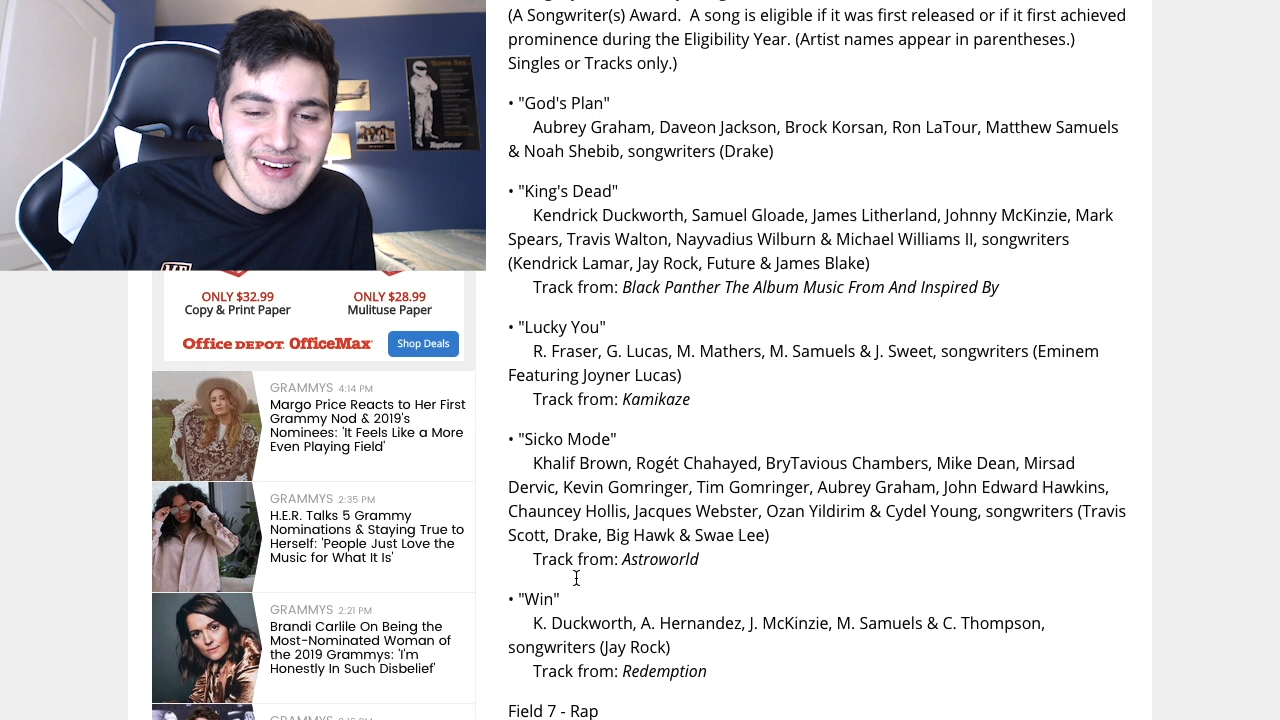 (A Songwriter(s) Award.  A song is eligible if it was first released or if it first achieved
prominence during the Eligibility Year. (Artist names appear in parentheses.)
Singles or Tracks only.)
• "God's Plan"
Aubrey Graham, Daveon Jackson, Brock Korsan, Ron LaTour, Matthew Samuels
& Noah Shebib, songwriters (Drake)
• "King's Dead"
Kendrick Duckworth, Samuel Gloade, James Litherland, Johnny McKinzie, Mark
Spears, Travis Walton, Nayvadius Wilburn & Michael Williams II, songwriters
(Kendrick Lamar, Jay Rock, Future & James Blake)
Track from: Black Panther The Album Music From And Inspired By
• "Lucky You"
R. Fraser, G. Lucas, M. Mathers, M. Samuels & J. Sweet, songwriters (Eminem
Featuring Joyner Lucas)
Track from: Kamikaze
• "Sicko Mode"
Khalif Brown, Rogét Chahayed, BryTavious Chambers, Mike Dean, Mirsad
Dervic, Kevin Gomringer, Tim Gomringer, Aubrey Graham, John Edward Hawkins,
Chauncey Hollis, Jacques Webster, Ozan Yildirim & Cydel Young, songwriters (Travis
Scott, Drake, Big Hawk & Swae Lee)
Track from: Astroworld
• "Win"
K. Duckworth, A. Hernandez, J. McKinzie, M. Samuels & C. Thompson,
songwriters (Jay Rock)
Track from: Redemption
Field 7 - Rap
TopGear
ONLY $32.99
Copy & Print Paper
ONLY $28.99
Mulituse Paper
Office DEPOT OfficeMax
Shop Deals
GRAMMYS 4:14 PM
Margo Price Reacts to Her First
Grammy Nod & 2019's
Nominees: 'It Feels Like a More
Even Playing Field'
GRAMMYS 2:35 PM
H.E.R. Talks 5 Grammy
Nominations & Staying True to
Herself: 'People Just Love the
Music for What It Is'
GRAMMYS 2:21 PM
Brandi Carlile On Being the
Most-Nominated Woman of
the 2019 Grammys: 'I'm
Honestly In Such Disbelief'